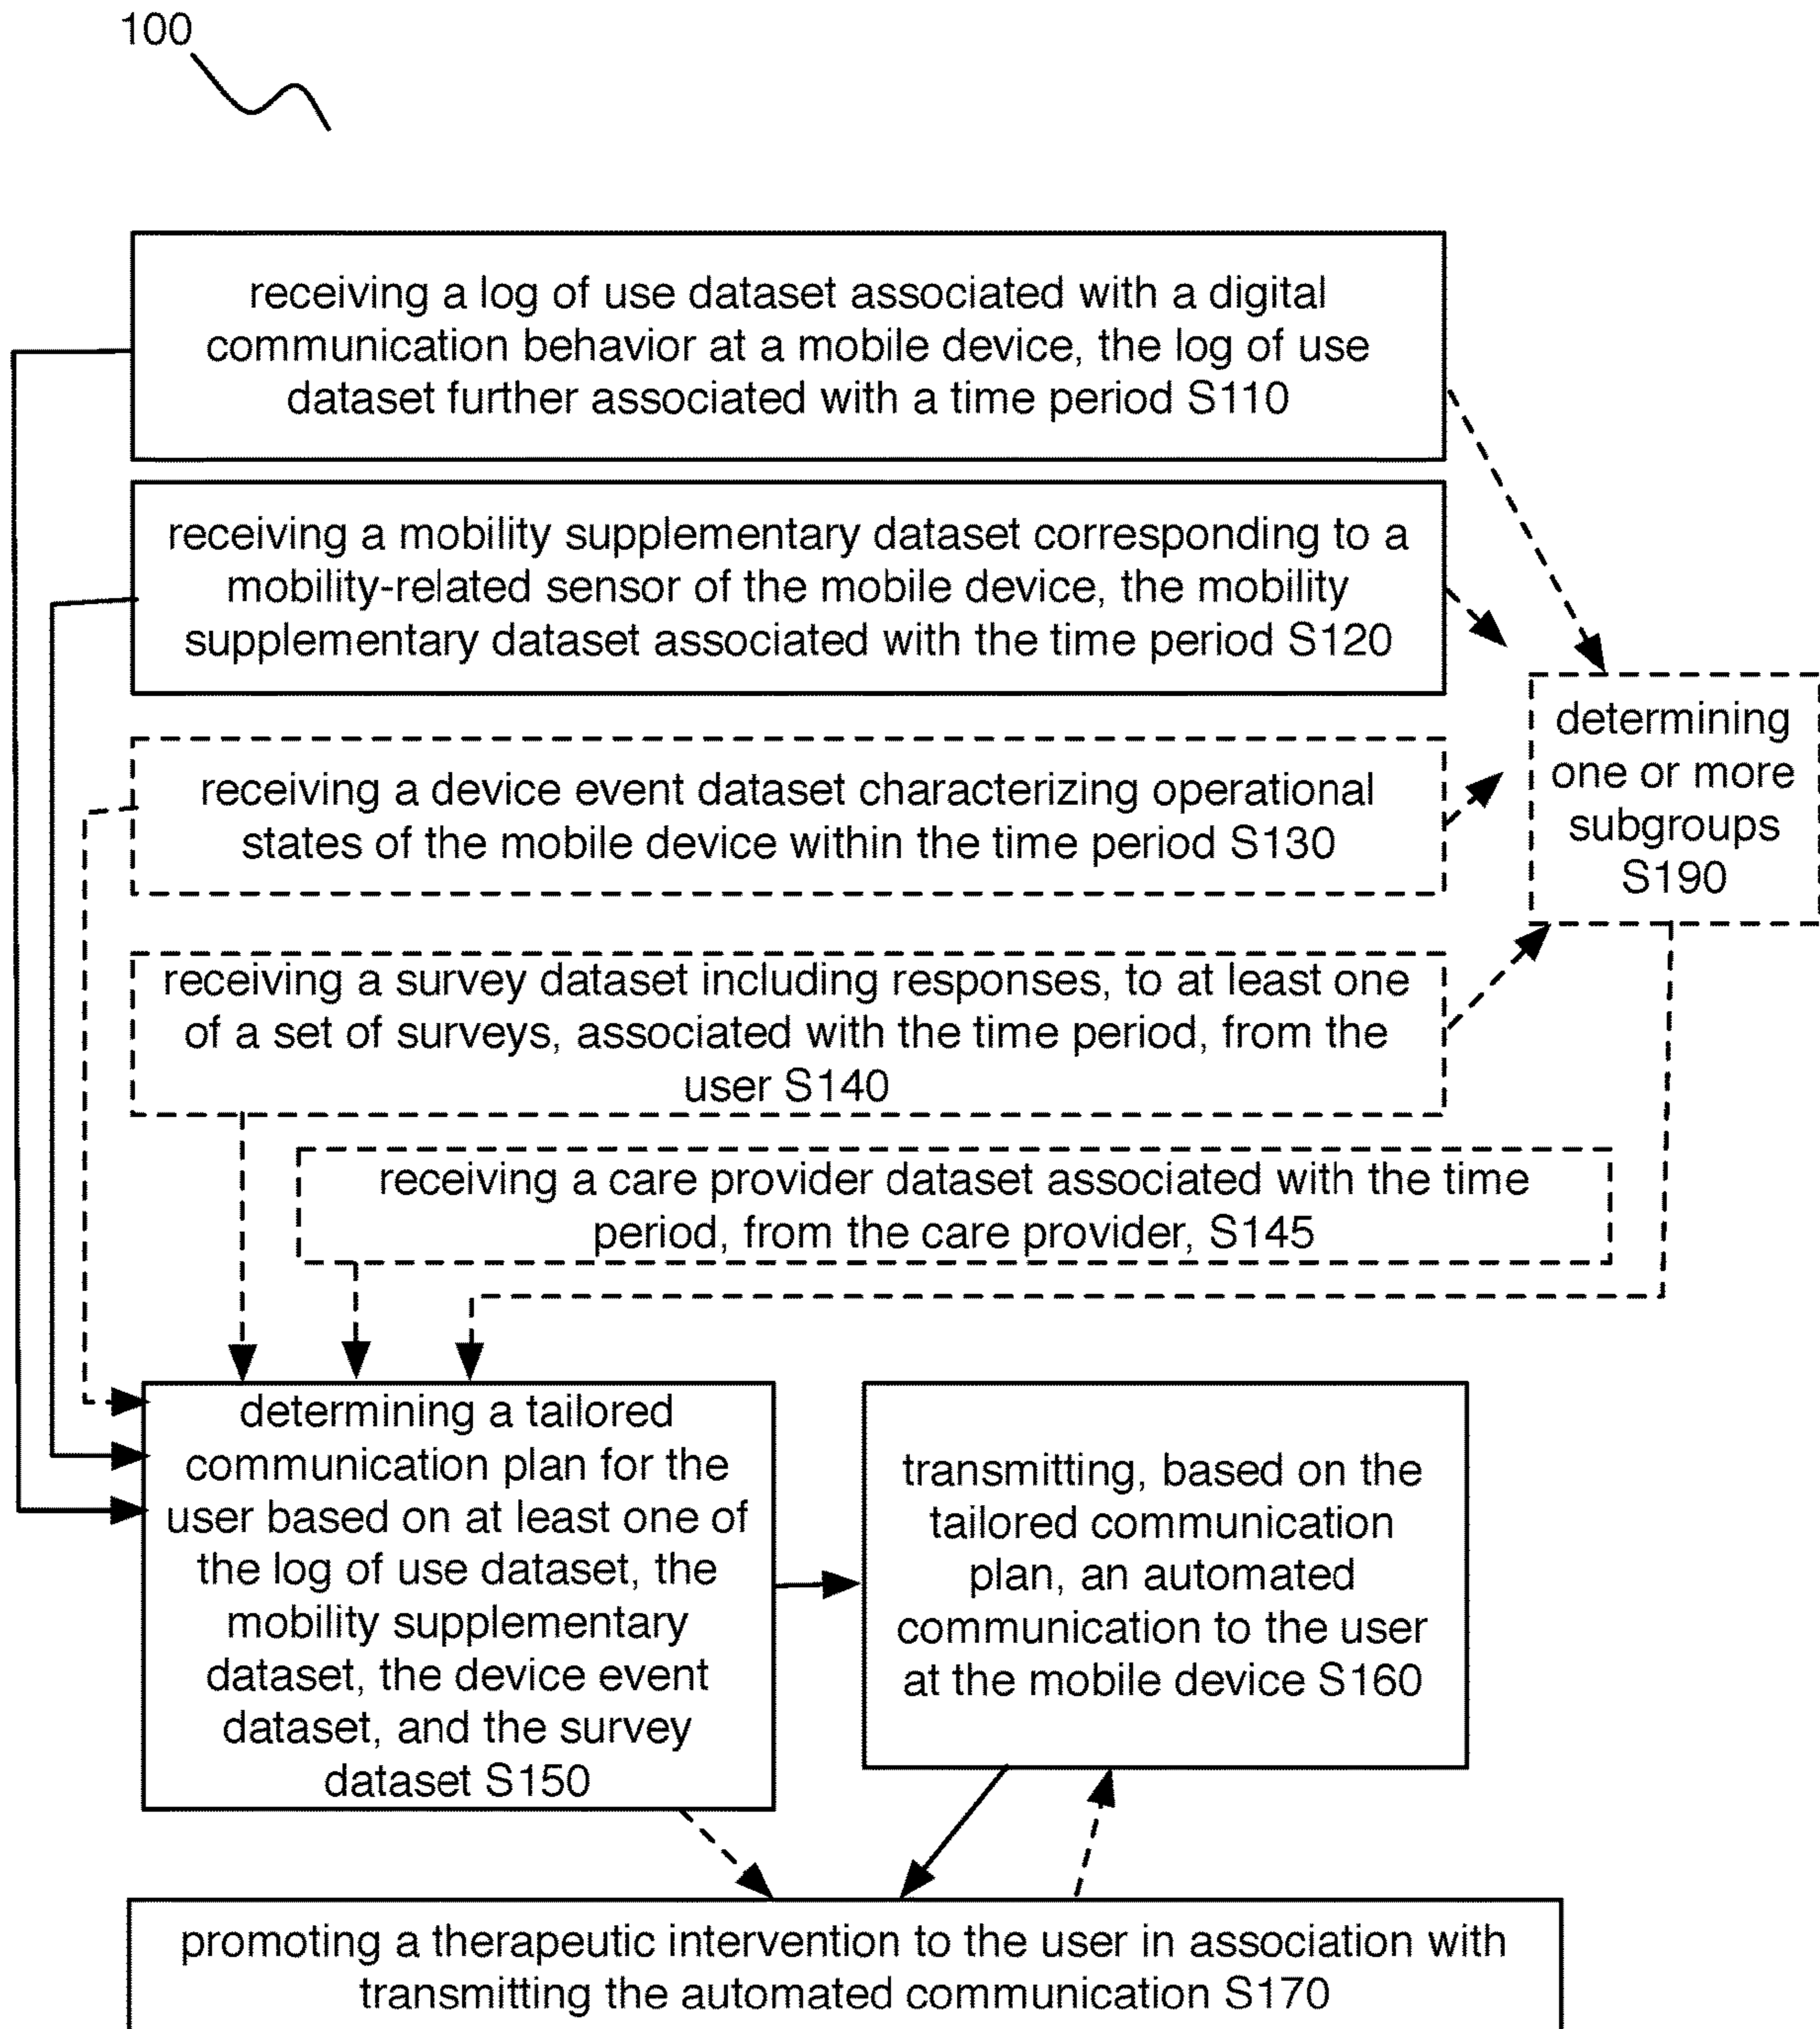 100
receiving a log of use dataset associated with a digital
communication behavior at a mobile device, the log of use
dataset further associated with a time period S110
receiving a mobility supplementary dataset corresponding to a
mobility-related sensor of the mobile device, the mobility
supplementary dataset associated with the time period S120
determining
one or more
subgroups
S190
receiving a device event dataset characterizing operational
states of the mobile device within the time period S130
receiving a survey dataset including responses, to at least one
of a set of surveys, associated with the time period, from the
user S140
receiving a care provider dataset associated with the time
period, from the care provider, S145
determining a tailored
communication plan for the
user based on at least one of
the log of use dataset, the
mobility supplementary
dataset, the device event
dataset, and the survey
dataset S150
transmitting, based on the
tailored communication
plan, an automated
communication to the user
at the mobile device S160
promoting a therapeutic intervention to the user in association with
transmitting the automated communication S170